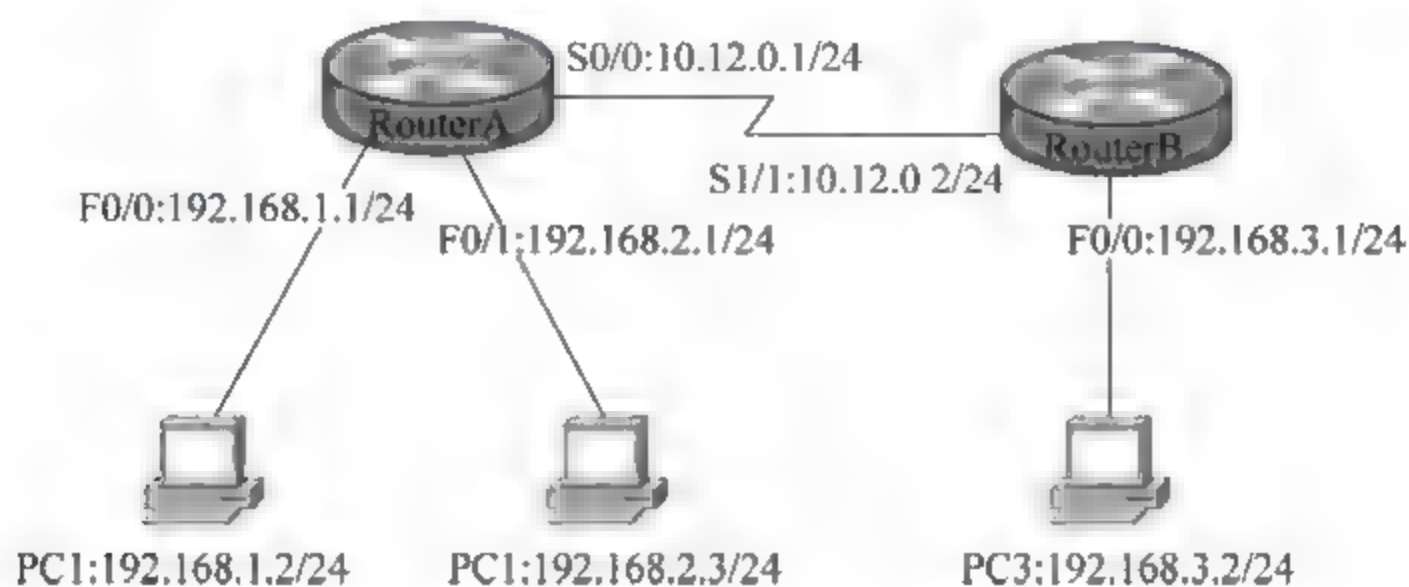 S0/0:10.12.0.1/24
RouterA
RouterB
S1/1:10.12.0 2/24
F0/0:192.168.1.1/24
F0/1:192.168.2.1/24
F0/0:192.168.3.1/24
PC1:192.168.1.2/24
PC1:192.168.2.3/24
PC3:192.168.3.2/24